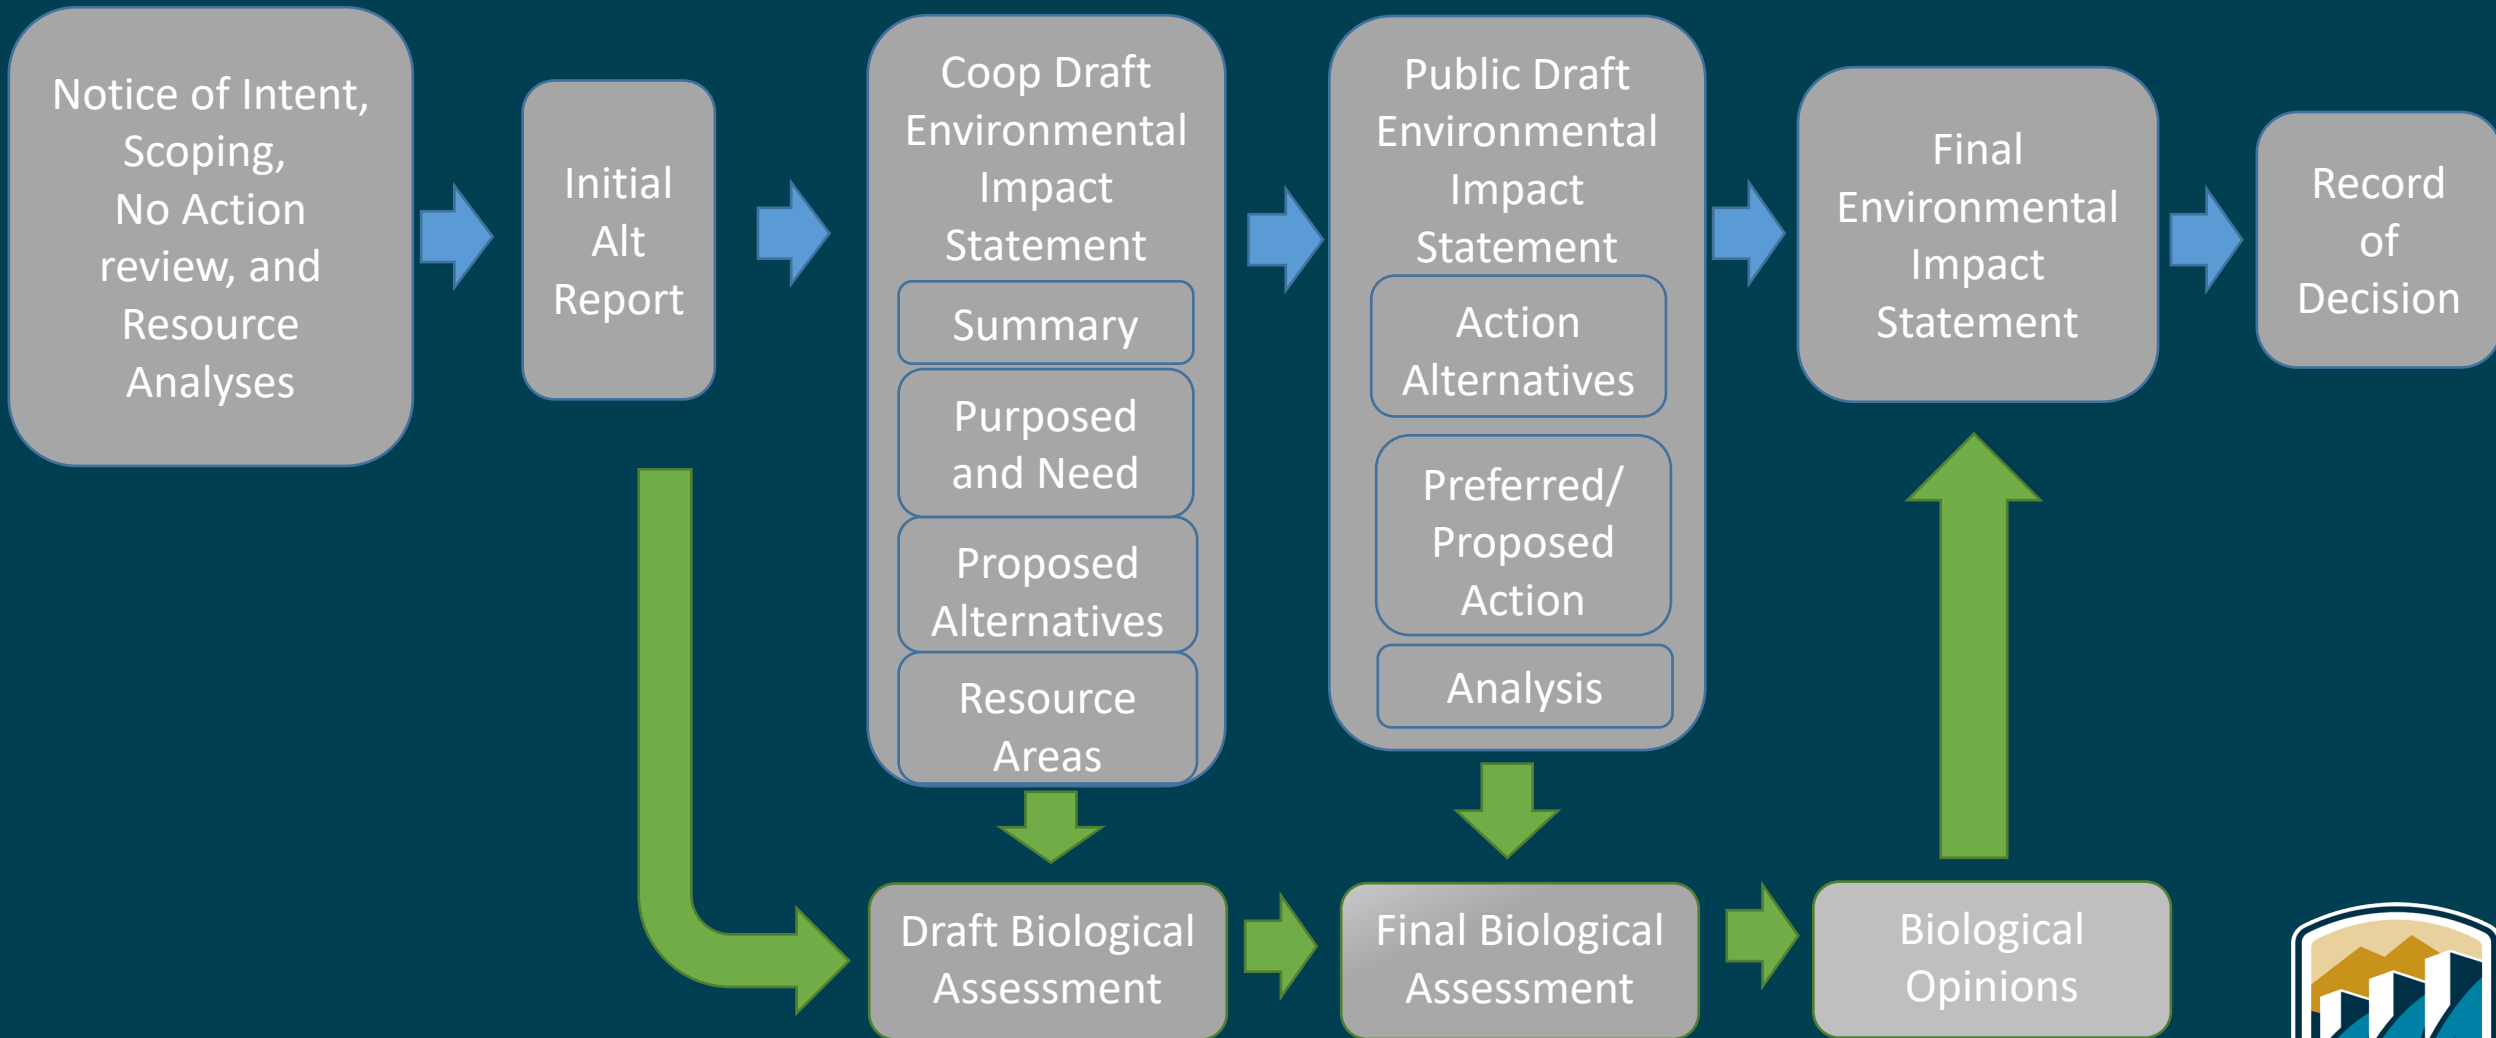 Notice of Intent,
Scoping,
No Action
review, and
Resource
Analyses
Initial
Alt
Report
Coop Draft
Environmental
Impact
Statement
Summary
Purposed
and Need
Proposed
Alternatives
Resource
Areas
Public Draft
Environmental
Impact
Statement
Action
Alternatives
Preferred/
Proposed
Action
Analysis
Final
Environmental
Impact
Statement
Record
of
Decision
Draft Biological
Assessment
Final Biological
Assessment
Biological
Opinions